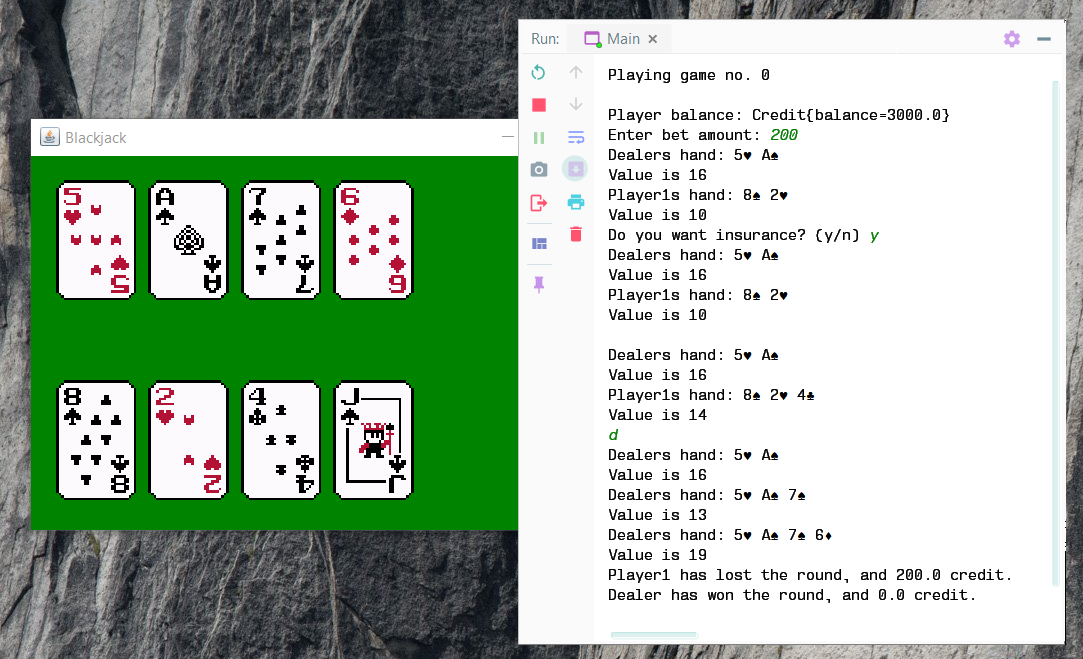 Blackjack
5 A 7 6
5 A 7 6
8 2 4 J
8 2 4 J
Run: Main
Playing game no. 0
Player balance: Credit{balance=3000.0}
Enter bet amount: 200
Dealers hand: 5♥ A♠
Value is 16
Player1s hand: 8♠ 2♥
Value is 10
Do you want insurance? (y/n) y
Dealers hand: 5♥ A♠
Value is 16
Player1s hand: 8♠ 2♥
Value is 10
Dealers hand: 5♥ A♠
Value is 16
Player1s hand: 8♠ 2♥ 4♣
Value is 14
d
Dealers hand: 5♥ A♠
Value is 16
Dealers hand: 5♥ A♠ 7♠
Value is 13
Dealers hand: 5♥ A♠ 7♠ 6♦
Value is 19
Player1 has lost the round, and 200.0 credit.
Dealer has won the round, and 0.0 credit.